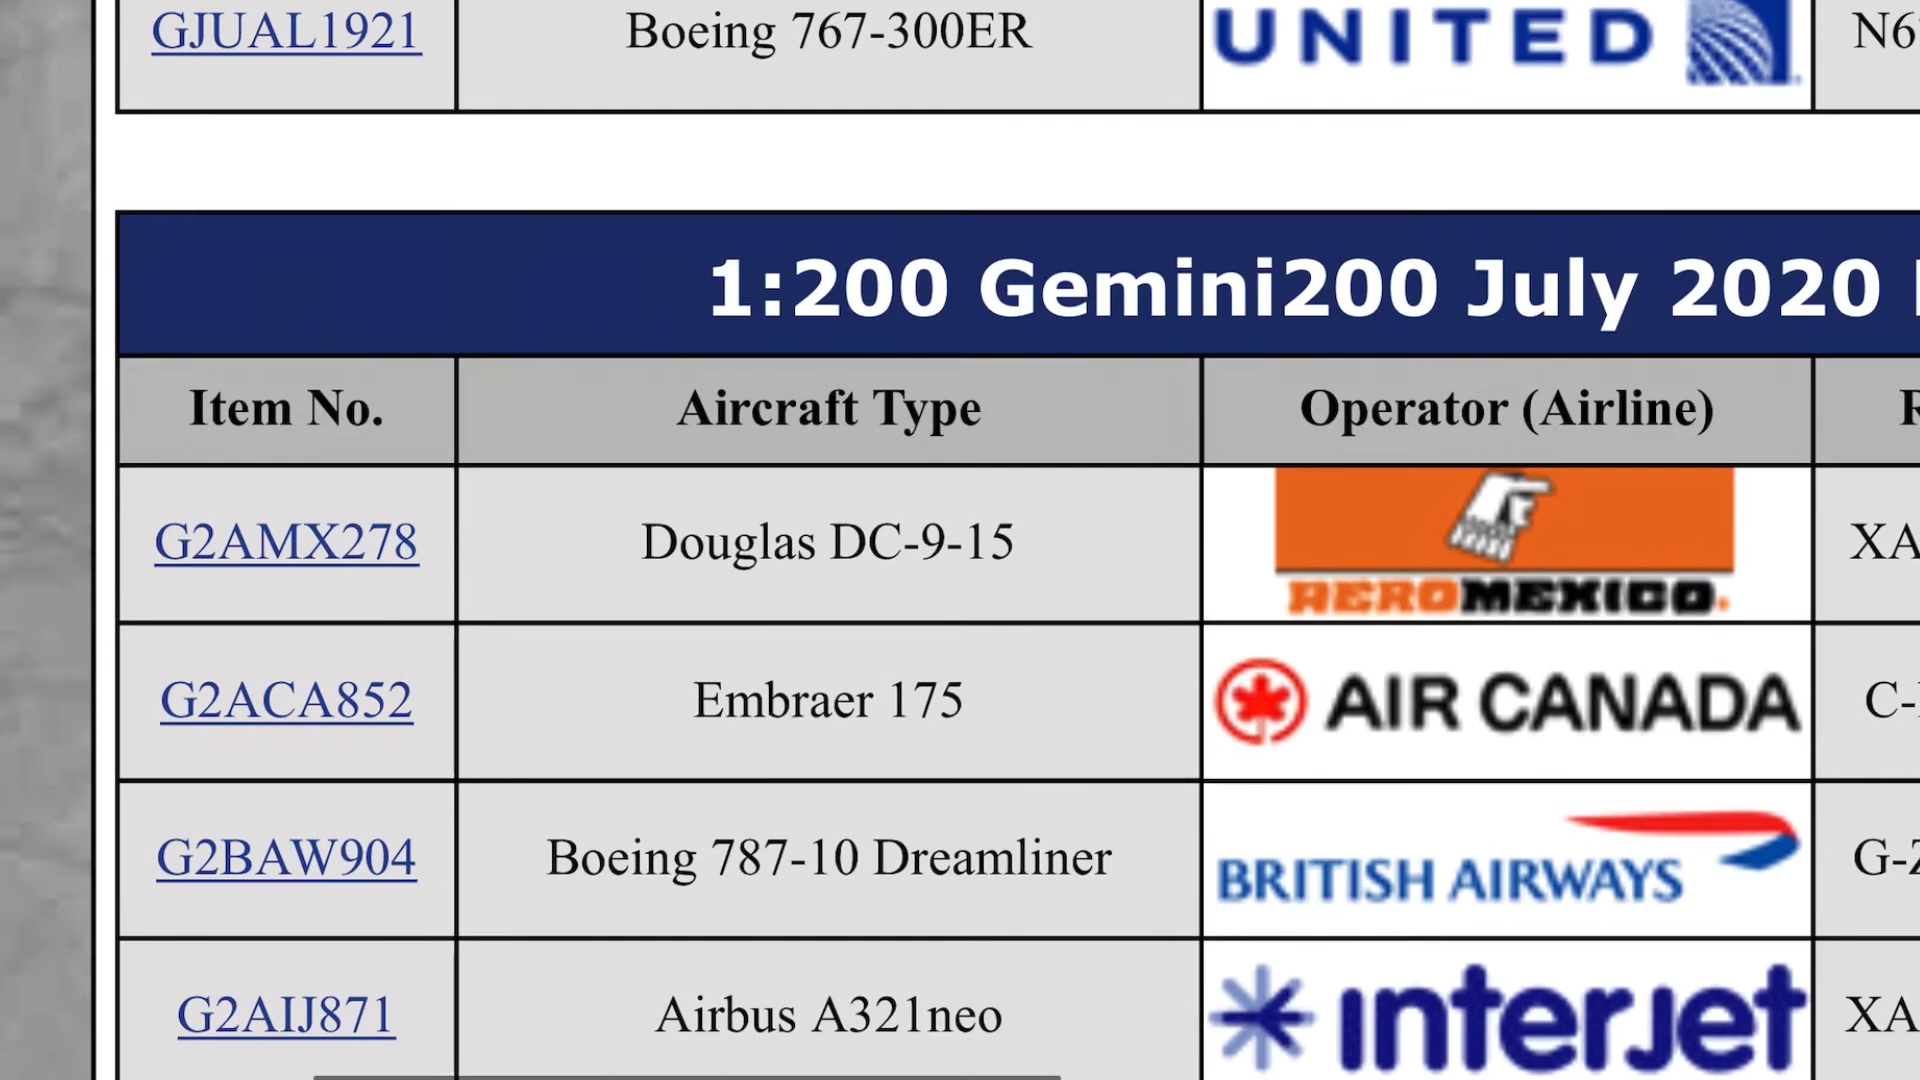 GJUAL1921 Boeing 767-300ER UNITED N6
1:200 Gemini200 July 2020
Item No. Aircraft Type Operator (Airline)
G2AMX278 Douglas DC-9-15 AEROMEXICO. XA
G2ACA852 Embraer 175 AIR CANADA C-
G2BAW904 Boeing 787-10 Dreamliner BRITISH AIRWAYS G-Z
G2AIJ871 Airbus A321neo interjet XA